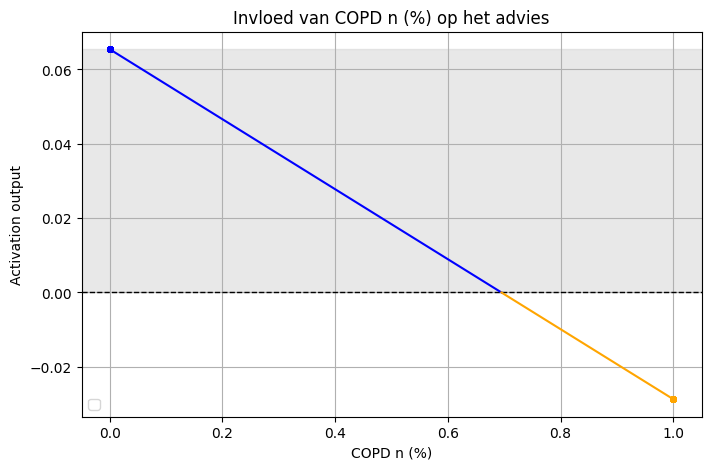 Invloed van COPD n (%) op het advies
Activation output
0.06
0.04
0.02
0.00
−0.02
0.0 0.2 0.4 0.6 0.8 1.0
COPD n (%)